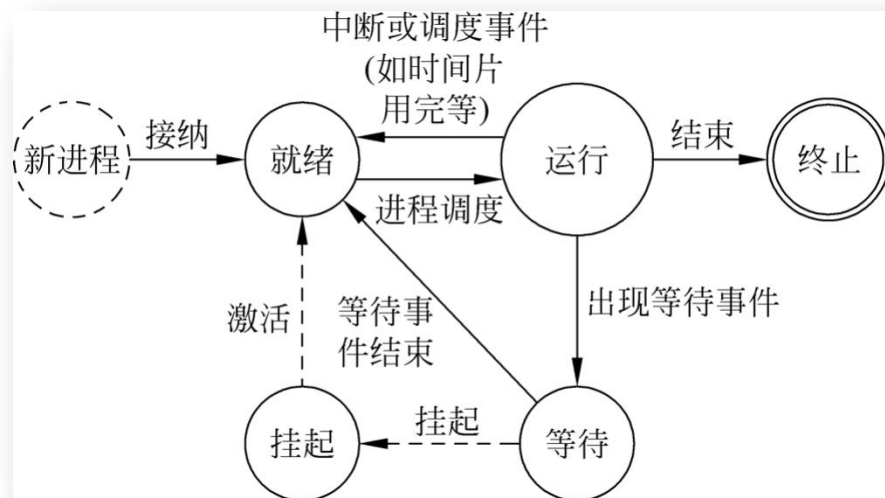 中断或调度事件
(如时间片
用完等)
新进程
接纳
就绪
运行
结束
终止
进程调度
激活
等待事
件结束
出现等待事件
挂起
挂起
等待